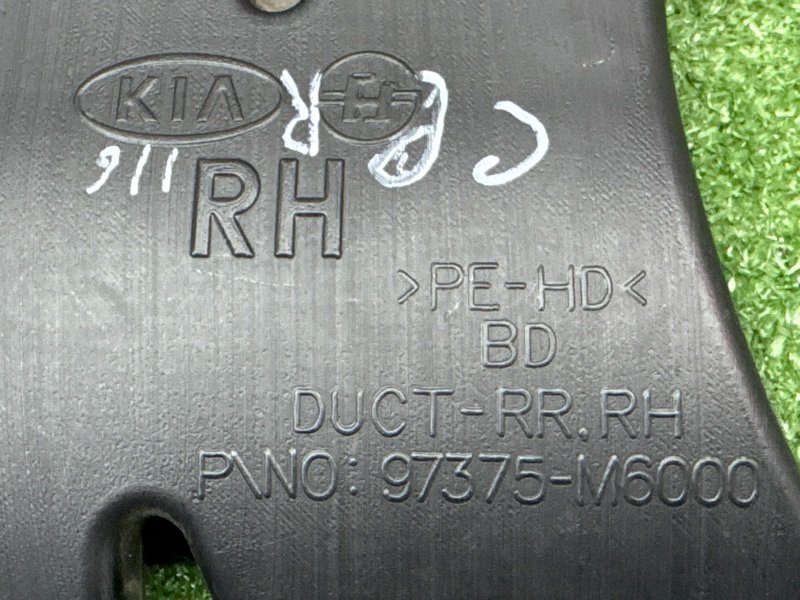 KIA
RH
>PE-HD<
BD
DUCT-RR.RH
P\NO: 97375-M6000